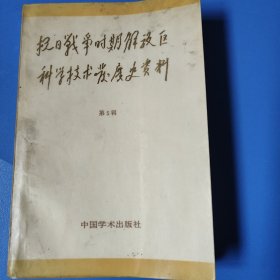 抗日战争时期解放区
科学技术发展史资料
第5辑
中国学术出版社